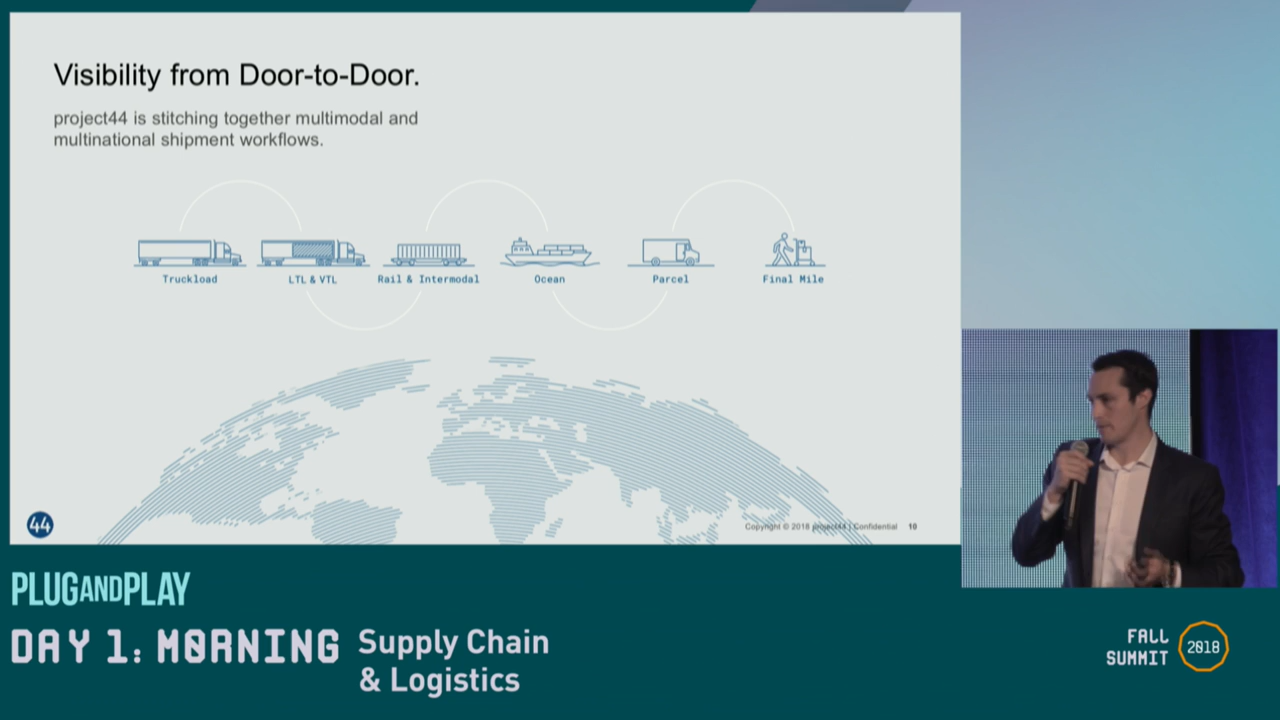 Visibility from Door-to-Door.
project44 is stitching together multimodal and
multinational shipment workflows.
Truckload
LTL & VTL
Rail & Intermodal
Ocean
Parcel
Final Mile
44
Copyright © 2018 project44 | Confidential 10
PLUGANDPLAY
DAY 1: MORNING
Supply Chain
& Logistics
FALL
SUMMIT
2018